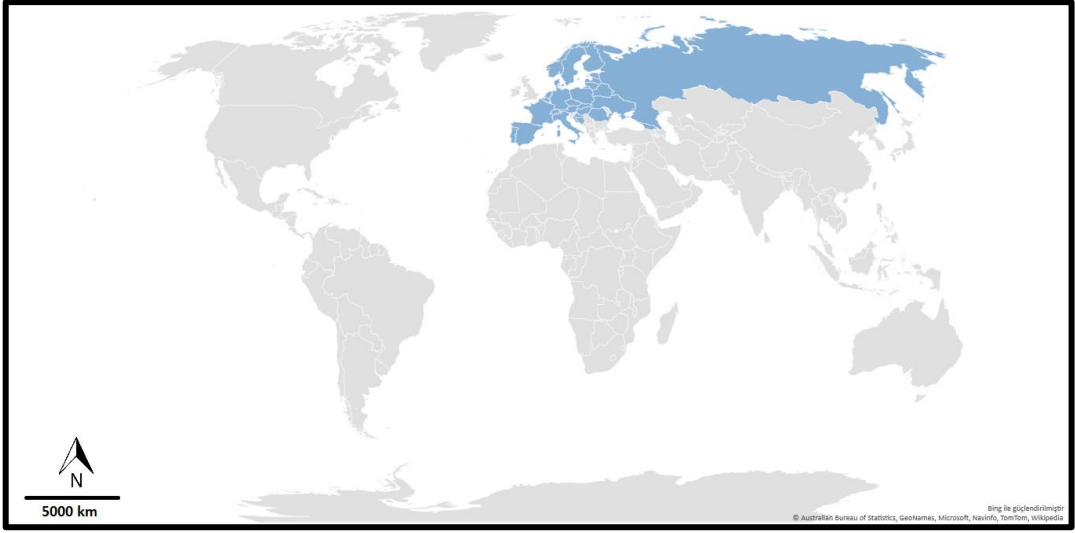 N
5000 km
Bing ile güçlendirilmiştir
© Australian Bureau of Statistics, GeoNames, Microsoft, Navinfo, TomTom, Wikipedia